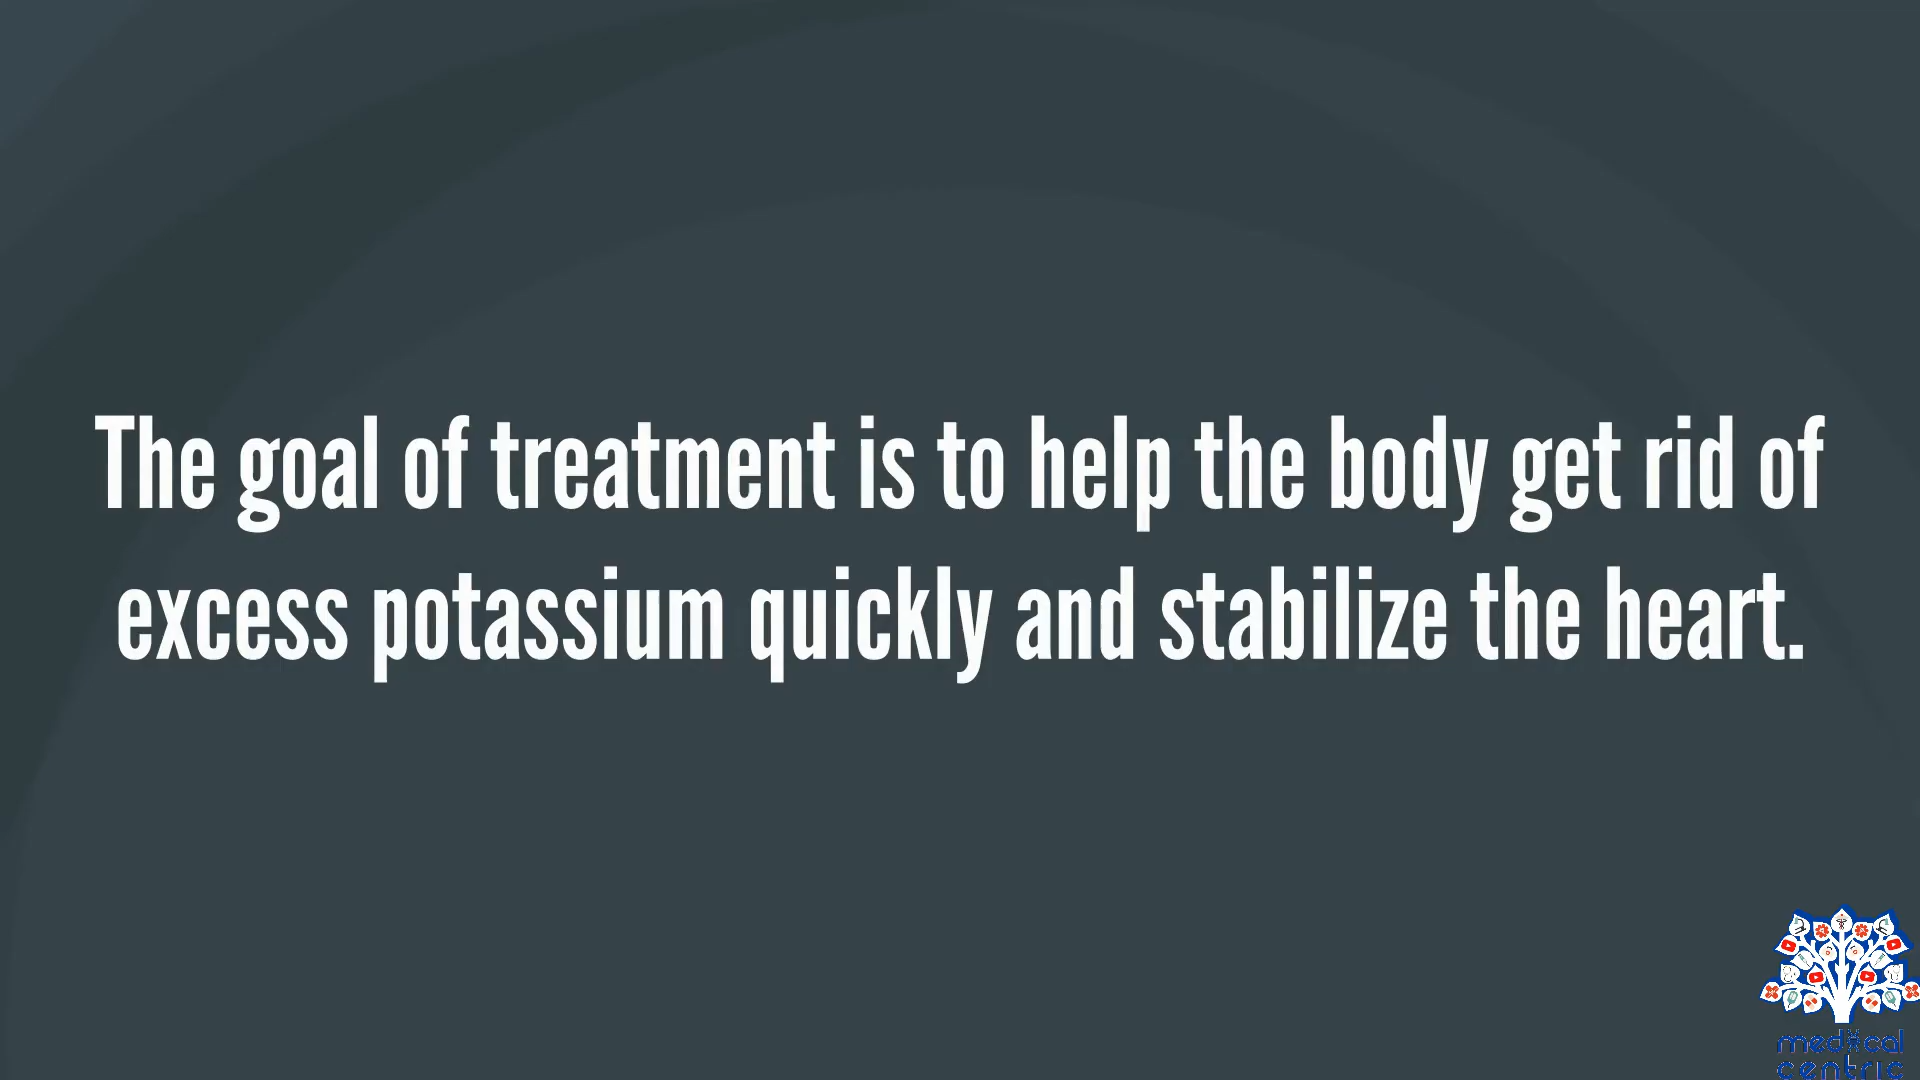 The goal of treatment is to help the body get rid of
excess potassium quickly and stabilize the heart.
medical
centric